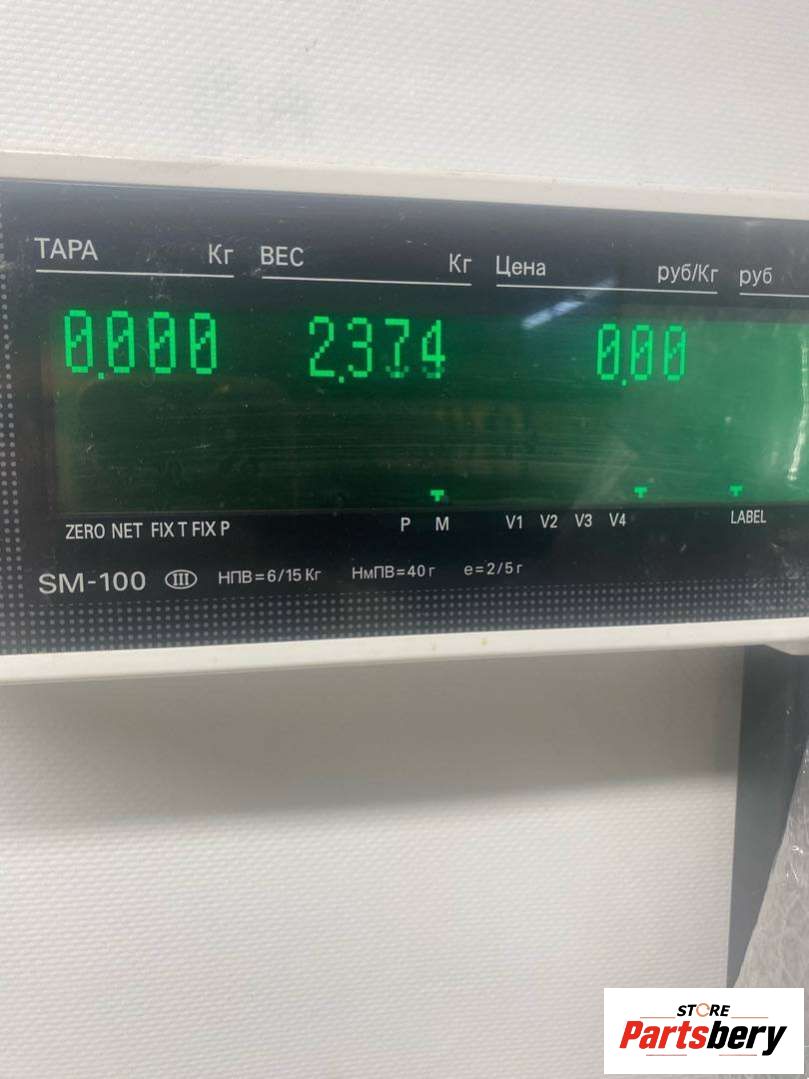 ТАРА Кг ВЕС Кг Цена руб/Кг руб
0.000 2.374 0.00
ZERO NET FIX T FIX P P M V1 V2 V3 V4 LABEL
SM-100 III НПВ=6/15 Кг НмПВ=40 г e=2/5 г
STORE
Partsbery